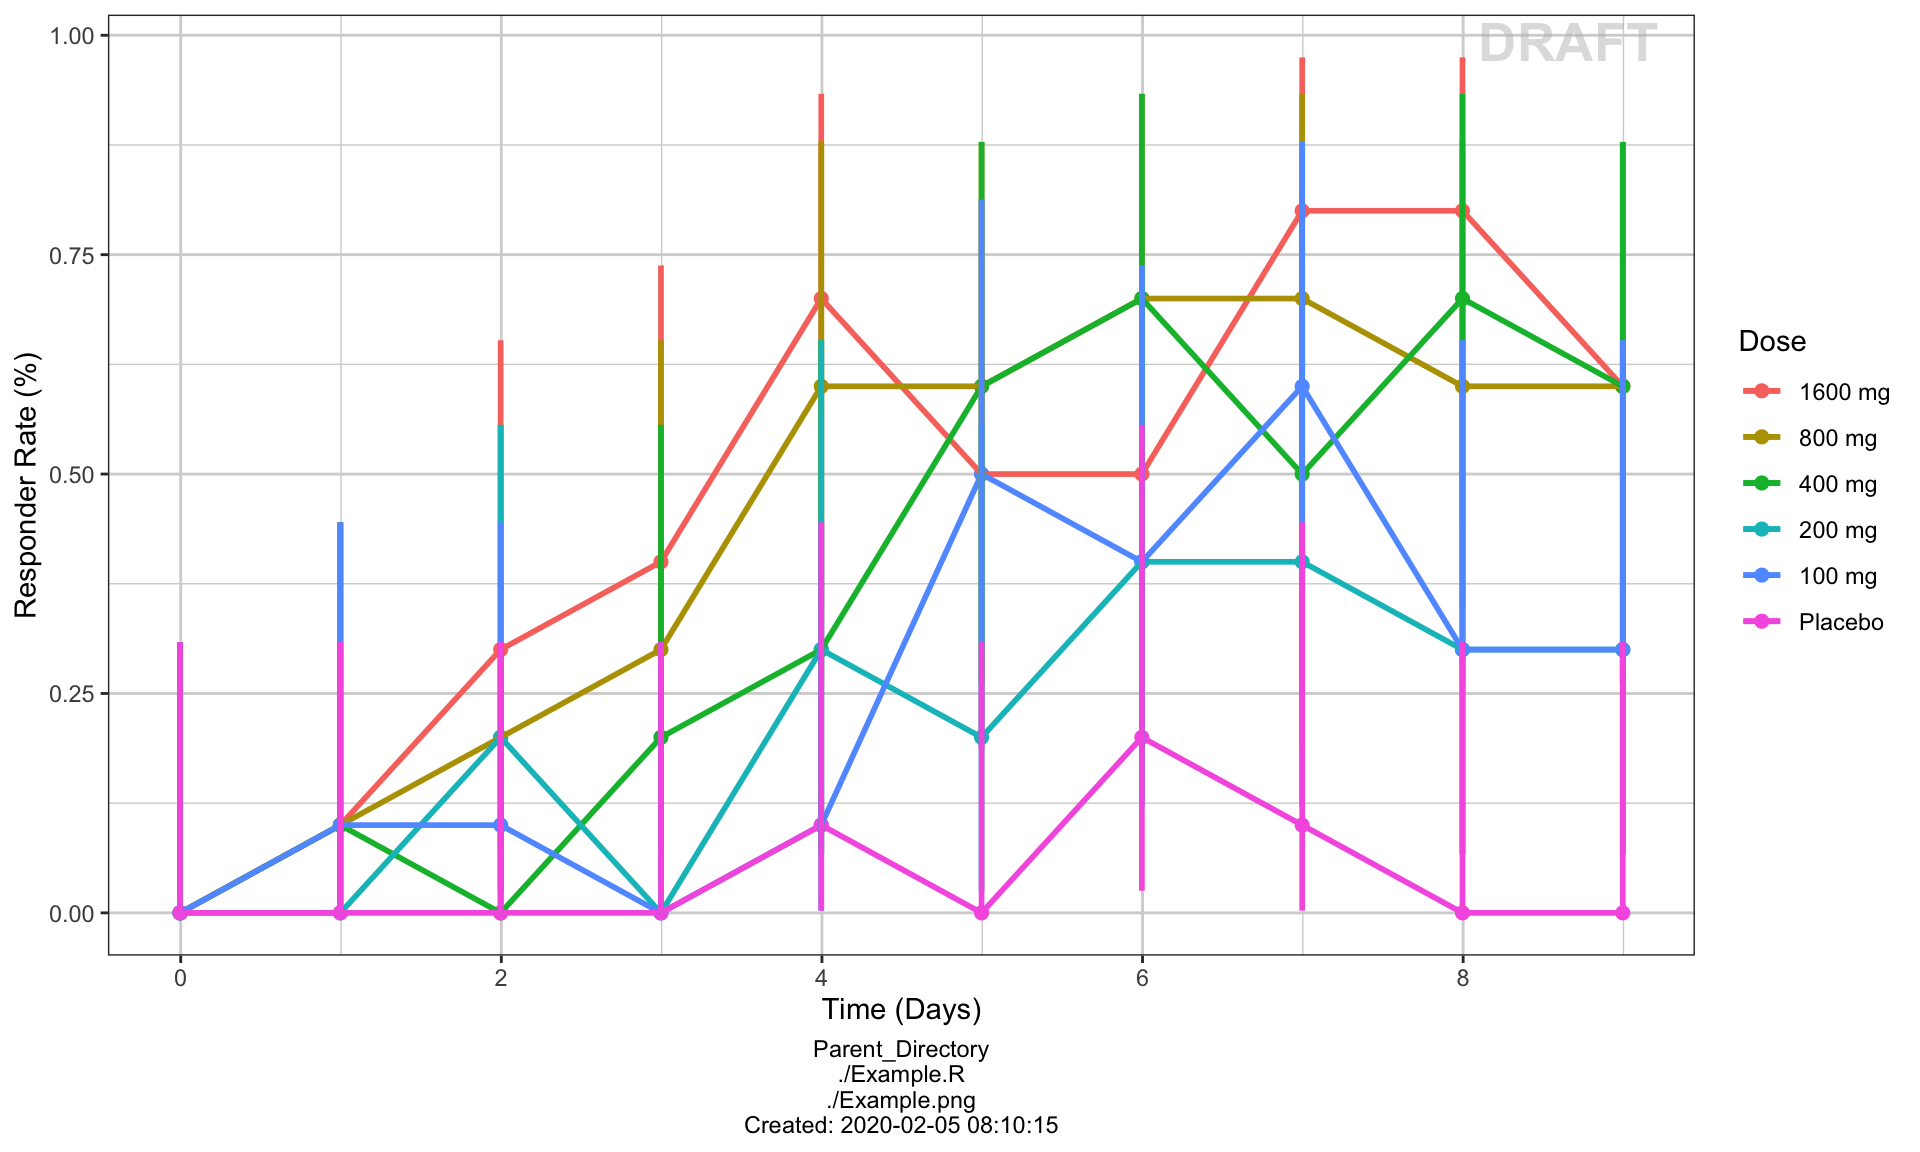 DRAFT
1.00
0.75
0.50
0.25
0.00
Responder Rate (%)
0 2 4 6 8
Time (Days)
Dose
1600 mg
800 mg
400 mg
200 mg
100 mg
Placebo
Parent_Directory
./Example.R
./Example.png
Created: 2020-02-05 08:10:15